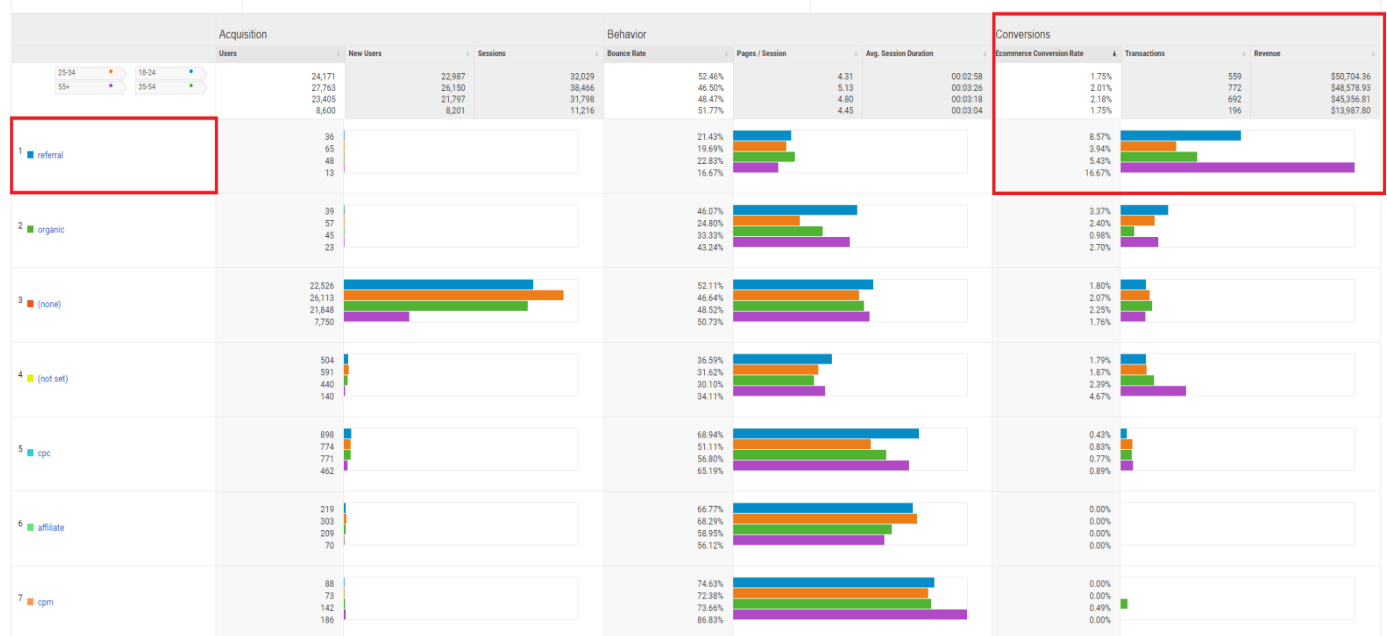 Acquisition Behavior Conversions
Users New Users Sessions Bounce Rate Pages / Session Avg. Session Duration Ecommerce Conversion Rate Transactions Revenue
25-34 18-24
55+ 35-54
24,171 22,987 32,029 52.46% 4.31 00:02:58 1.75% 559 $50,704.36
27,763 26,150 38,466 46.50% 5.13 00:03:26 2.01% 772 $48,578.93
23,405 21,797 31,798 48.47% 4.80 00:03:18 2.18% 692 $45,356.81
8,600 8,201 11,216 51.77% 4.45 00:03:04 1.75% 196 $13,987.80
1 referral
36 21.43% 8.57%
65 19.69% 3.94%
48 22.83% 5.43%
13 16.67% 16.67%
2 organic
39 46.07% 3.37%
57 24.80% 2.40%
45 33.33% 0.98%
23 43.24% 2.70%
3 (none)
22,526 52.11% 1.80%
26,113 46.64% 2.07%
21,848 48.52% 2.25%
7,750 50.73% 1.76%
4 (not set)
504 36.59% 1.79%
591 31.62% 1.87%
440 30.10% 2.39%
140 34.11% 4.67%
5 cpc
898 68.94% 0.43%
774 51.11% 0.83%
771 56.80% 0.77%
462 65.19% 0.89%
6 affiliate
219 66.77% 0.00%
303 68.29% 0.00%
209 58.95% 0.00%
70 56.12% 0.00%
7 cpm
88 74.63% 0.00%
73 72.38% 0.00%
142 73.66% 0.49%
186 86.83% 0.00%